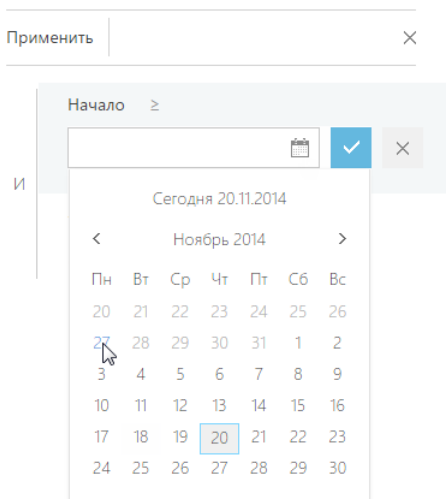 Применить
Начало ≥
И
Сегодня 20.11.2014
Ноябрь 2014
Пн Вт Ср Чт Пт Сб Вс
20 21 22 23 24 25 26
27 28 29 30 31 1 2
3 4 5 6 7 8 9
10 11 12 13 14 15 16
17 18 19 20 21 22 23
24 25 26 27 28 29 30